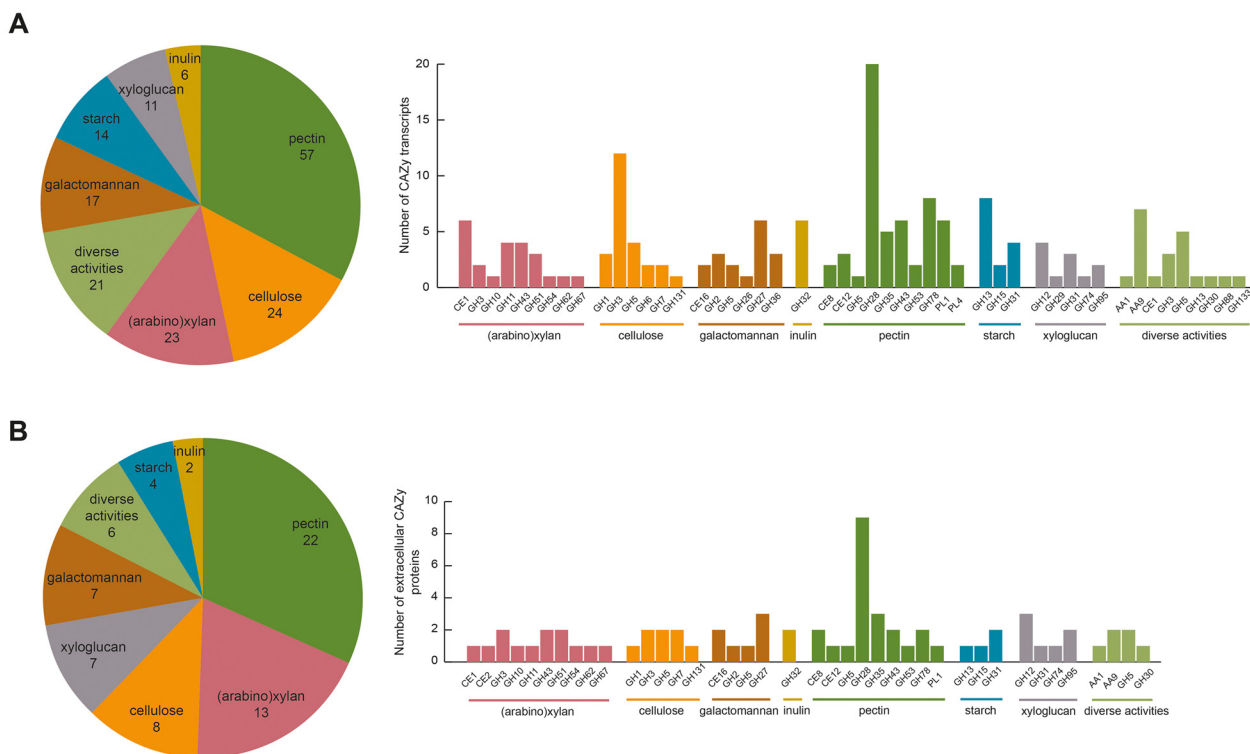 A
inulin
6
xyloglucan
11
starch
14
galactomannan
17
diverse
activities
21
(arabino)xylan
23
cellulose
24
pectin
57
Number of CAZy transcripts
20
15
10
5
0
CE1 GH3 GH10 GH11 GH43 GH51 GH54 GH62 GH67
GH1 GH3 GH5 GH6 GH7 GH131
CE16 GH2 GH5 GH26 GH27 GH36
GH32
CE8 CE12 GH5 GH28 GH35 GH43 GH53 GH78 PL1 PL4
GH13 GH15 GH31
GH12 GH29 GH31 GH74 GH95
AA1 AA9 CE1 GH3 GH5 GH13 GH30 GH88 GH133
(arabino)xylan cellulose galactomannan inulin pectin starch xyloglucan diverse activities
B
inulin
2
starch
4
diverse
activities
6
galactomannan
7
xyloglucan
7
cellulose
8
(arabino)xylan
13
pectin
22
Number of extracellular CAZy
proteins
10
8
6
4
2
0
CE1 CE2 GH3 GH10 GH11 GH43 GH51 GH54 GH62 GH67
GH1 GH3 GH5 GH7 GH131
CE16 GH2 GH5 GH27
GH32
CE8 CE12 GH5 GH28 GH35 GH43 GH53 GH78 PL1
GH13 GH15 GH31
GH12 GH31 GH74 GH95
AA1 AA9 GH5 GH30
(arabino)xylan cellulose galactomannan inulin pectin starch xyloglucan diverse activities